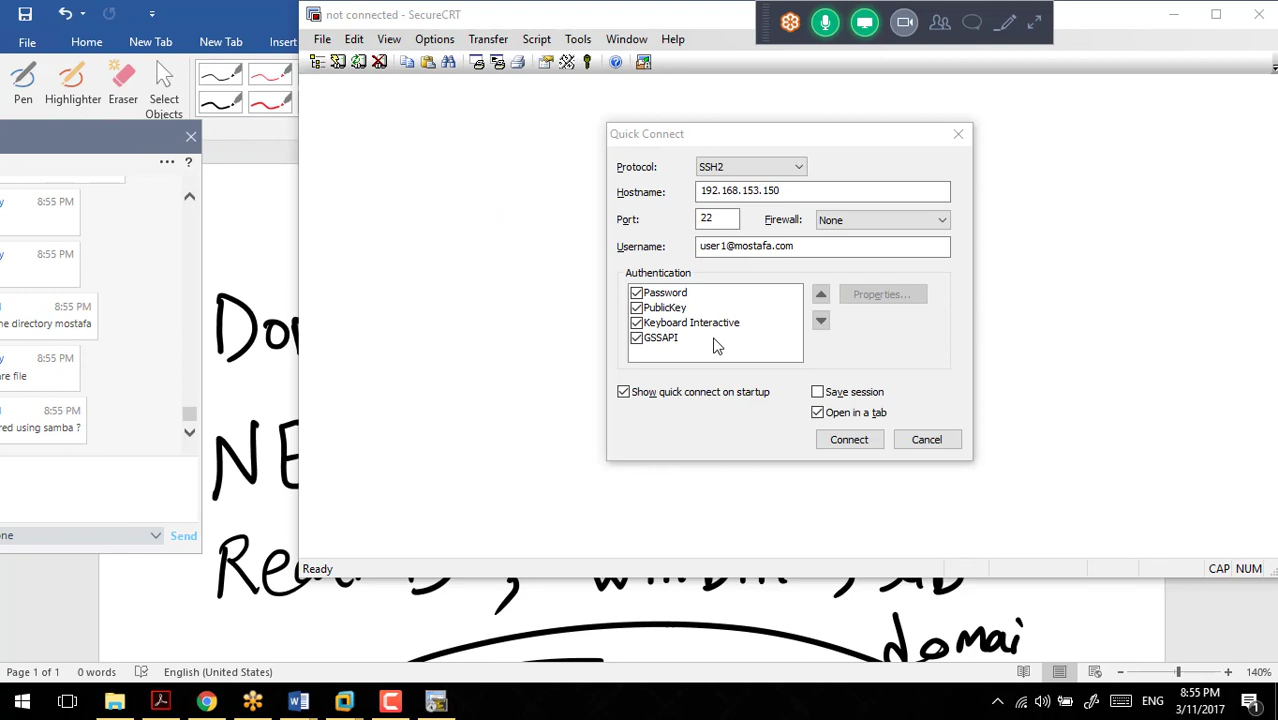 not connected - SecureCRT
File Home New Tab New Tab Insert
File Edit View Options Transfer Script Tools Window Help
Pen Highlighter Eraser Select Objects
Quick Connect
Protocol: SSH2
Hostname: 192.168.153.150
Port: 22 Firewall: None
Username: user1@mostafa.com
Authentication
Password
PublicKey
Keyboard Interactive
GSSAPI
Properties...
Show quick connect on startup
Save session
Open in a tab
Connect Cancel
y 8:55 PM
y 8:55 PM
8:55 PM
e directory mostafa
y 8:55 PM
re file
8:55 PM
red using samba ?
ne Send
Ready CAP NUM
Dom
NE
domai
Page 1 of 1 0 words English (United States) 140%
ENG 8:55 PM
3/11/2017
1